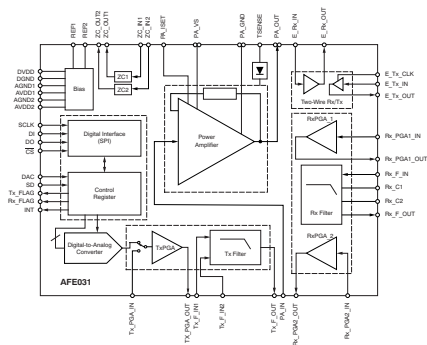 REF1
REF2
ZC_OUT2
ZC_OUT1
ZC_IN1
ZC_IN2
PA_ISET
PA_VS
PA_GND
TSENSE
PA_OUT
E_Rx_IN
E_Rx_OUT
DVDD
DGND
AGND1
AVDD1
AGND2
AVDD2
Bias
ZC1
ZC2
E_Tx_CLK
E_Tx_IN
E_Tx_OUT
Two-Wire Rx/Tx
SCLK
DI
DO
CS
Digital Interface
(SPI)
Power
Amplifier
RxPGA_1
Rx_PGA1_IN
Rx_PGA1_OUT
DAC
SD
Tx_FLAG
Rx_FLAG
INT
Control
Register
Rx_F_IN
Rx_C1
Rx_C2
Rx_F_OUT
Rx Filter
Digital-to-Analog
Converter
TxPGA
Tx Filter
RxPGA_2
AFE031
Tx_PGA_IN
TX_PGA_OUT
Tx_F_IN1
Tx_F_IN2
Tx_F_OUT
PA_IN
Rx_PGA2_OUT
Rx_PGA2_IN